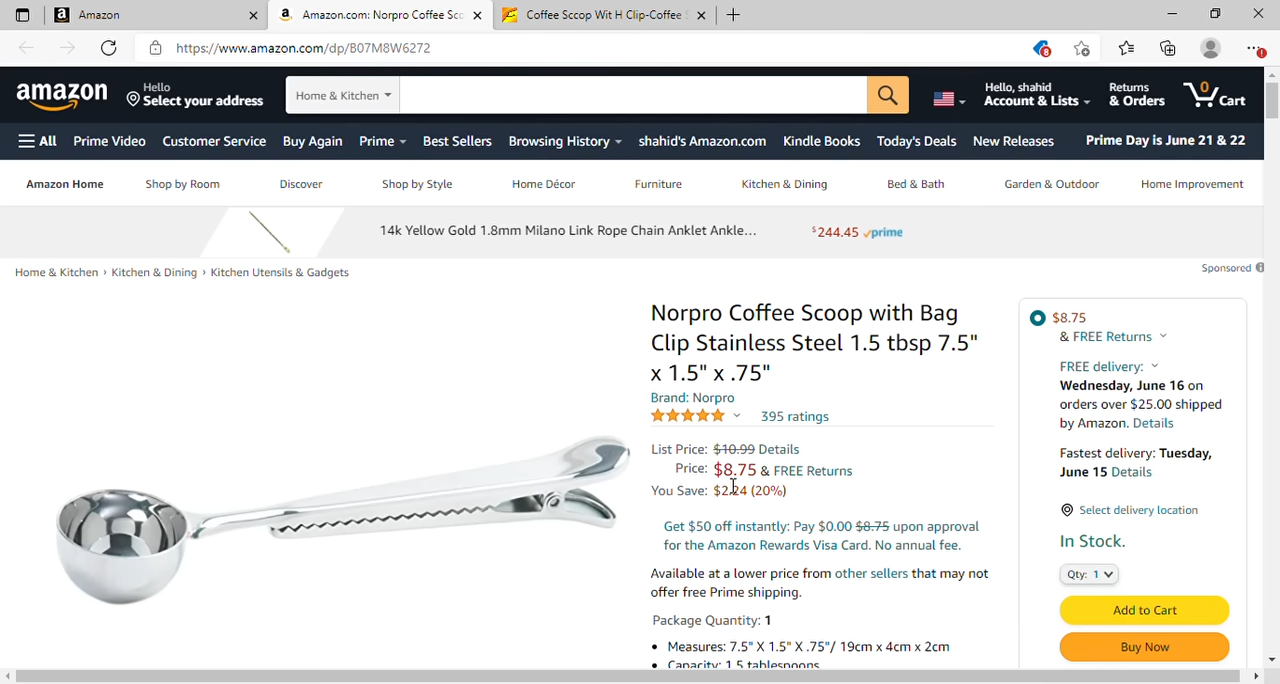 Amazon
Amazon.com: Norpro Coffee Sco
Coffee Sccop Wit H Clip-Coffee S
https://www.amazon.com/dp/B07M8W6272
8
amazon
Hello
Select your address
Home & Kitchen
Hello, shahid
Account & Lists
Returns
& Orders
0
Cart
All
Prime Video
Customer Service
Buy Again
Prime
Best Sellers
Browsing History
shahid's Amazon.com
Kindle Books
Today's Deals
New Releases
Prime Day is June 21 & 22
Amazon Home
Shop by Room
Discover
Shop by Style
Home Décor
Furniture
Kitchen & Dining
Bed & Bath
Garden & Outdoor
Home Improvement
14k Yellow Gold 1.8mm Milano Link Rope Chain Anklet Ankle...
$244.45 prime
Home & Kitchen › Kitchen & Dining › Kitchen Utensils & Gadgets
Sponsored
Norpro Coffee Scoop with Bag
Clip Stainless Steel 1.5 tbsp 7.5"
x 1.5" x .75"
Brand: Norpro
395 ratings
List Price: $10.99 Details
Price: $8.75 & FREE Returns
You Save: $2.24 (20%)
Get $50 off instantly: Pay $0.00 $8.75 upon approval
for the Amazon Rewards Visa Card. No annual fee.
Available at a lower price from other sellers that may not
offer free Prime shipping.
Package Quantity: 1
• Measures: 7.5" X 1.5" X .75"/ 19cm x 4cm x 2cm
• Capacity: 1.5 tablespoons
$8.75
& FREE Returns
FREE delivery:
Wednesday, June 16 on
orders over $25.00 shipped
by Amazon. Details
Fastest delivery: Tuesday,
June 15 Details
Select delivery location
In Stock.
Qty: 1
Add to Cart
Buy Now